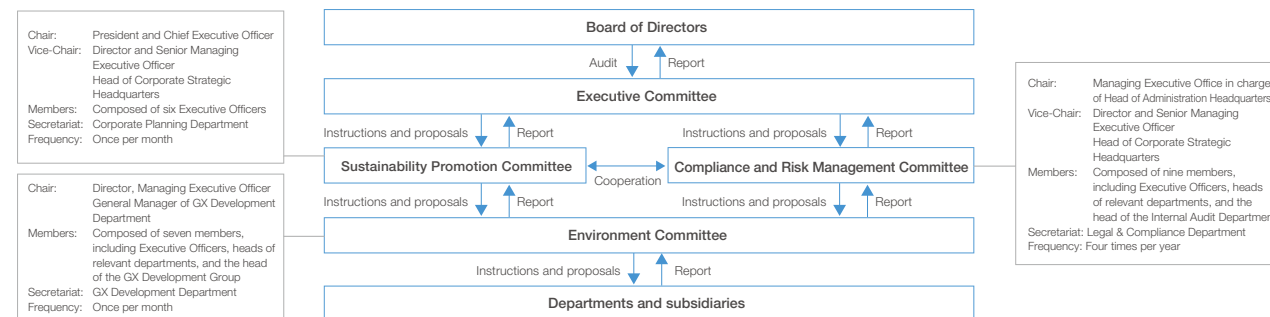 Chair: President and Chief Executive Officer
Vice-Chair: Director and Senior Managing
Executive Officer
Head of Corporate Strategic
Headquarters
Members: Composed of six Executive Officers
Secretariat: Corporate Planning Department
Frequency: Once per month
Chair: Director, Managing Executive Officer
General Manager of GX Development
Department
Members: Composed of seven members,
including Executive Officers, heads of
relevant departments, and the head
of the GX Development Group
Secretariat: GX Development Department
Frequency: Once per month
Board of Directors
Audit Report
Executive Committee
Instructions and proposals Report Instructions and proposals Report
Sustainability Promotion Committee Compliance and Risk Management Committee
Cooperation
Instructions and proposals Report Instructions and proposals Report
Environment Committee
Instructions and proposals Report
Departments and subsidiaries
Chair: Managing Executive Office in charge
of Head of Administration Headquarters
Vice-Chair: Director and Senior Managing
Executive Officer
Head of Corporate Strategic
Headquarters
Members: Composed of nine members,
including Executive Officers, heads
of relevant departments, and the
head of the Internal Audit Departmen
Secretariat: Legal & Compliance Department
Frequency: Four times per year